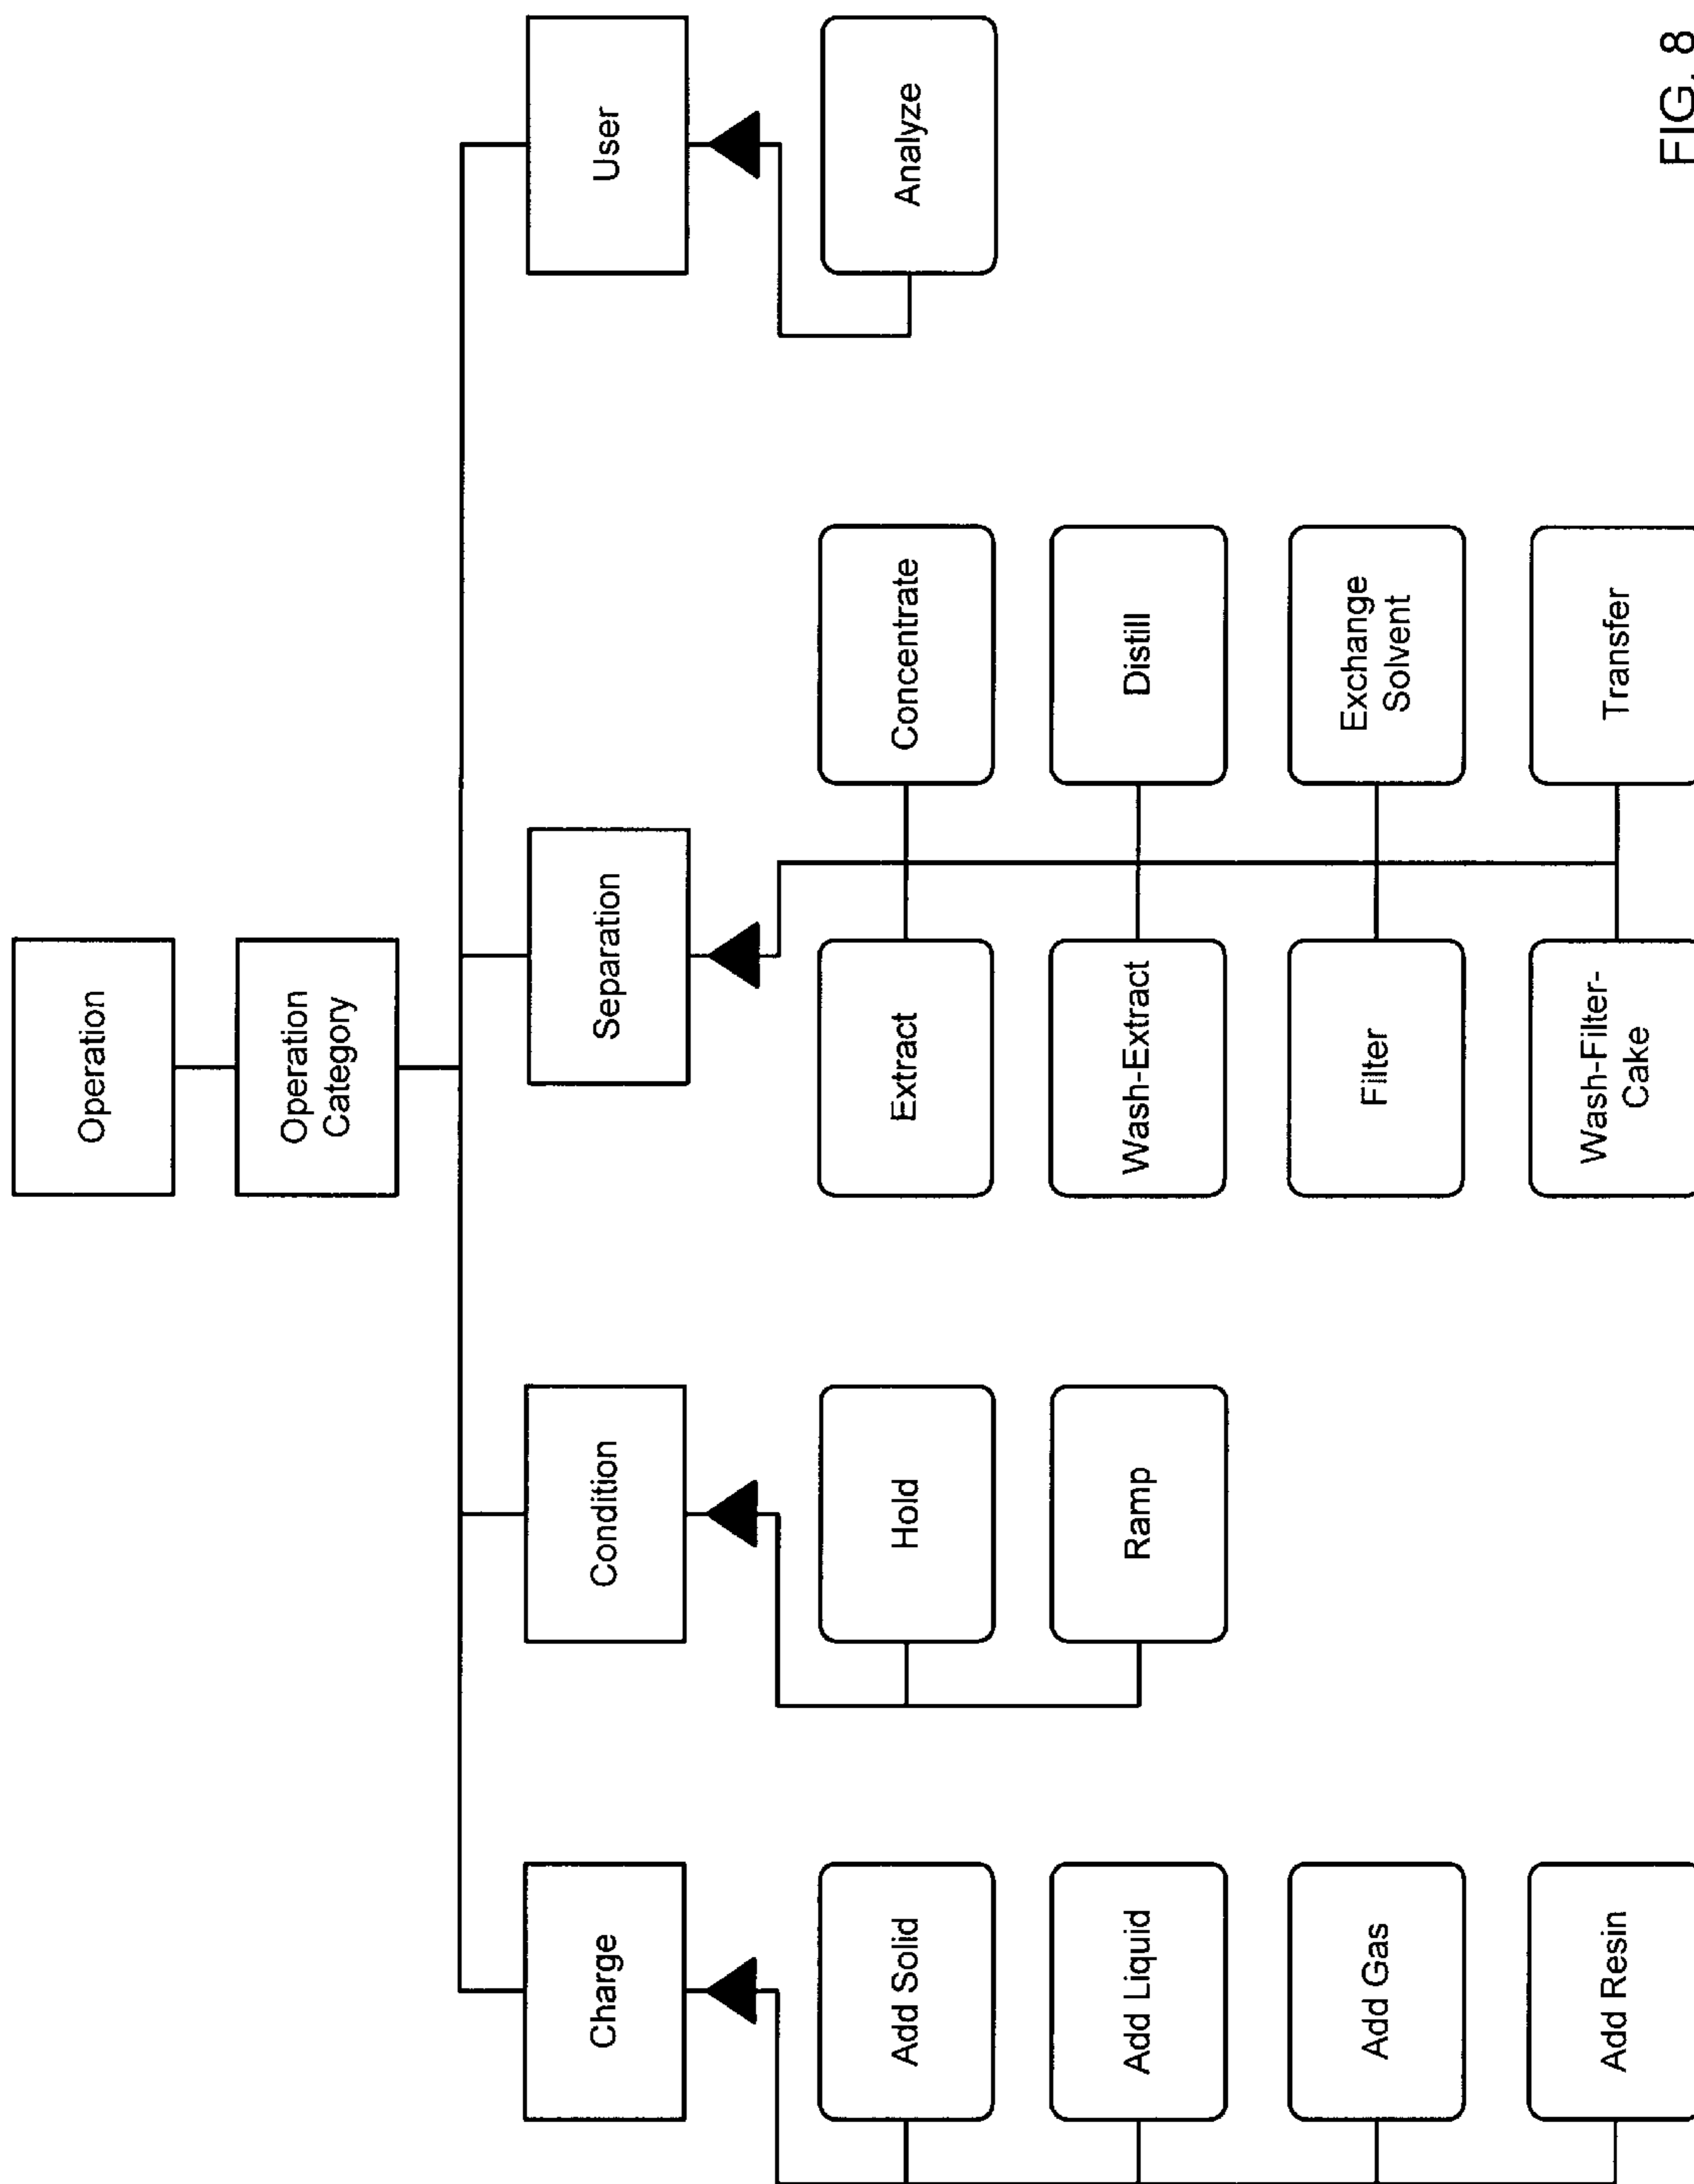 Operation
Operation
Category
Charge
Condition
Separation
User
Add Solid
Hold
Extract
Concentrate
Analyze
Add Liquid
Ramp
Wash-Extract
Distill
Add Gas
Filter
Exchange
Solvent
Add Resin
Wash-Filter-
Cake
Transfer
FIG. 8